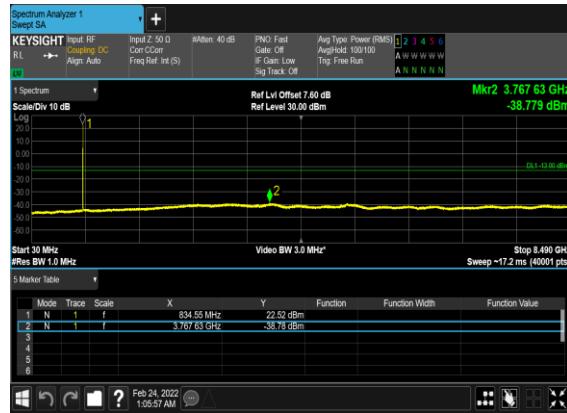 Spectrum Analyzer 1
Swept SA
+
KEYSIGHT Input: RF Input Z: 50 Ω #Atten: 40 dB PNO: Fast Avg Type: Power (RMS) 1 2 3 4 5 6
RL Coupling: DC Corr CCorr Gate: Off Avg|Hold: 100/100 A W W W W W
Align: Auto Freq Ref: Int (S) IF Gain: Low Trig: Free Run
Sig Track: Off A N N N N N
1 Spectrum Ref Lvl Offset 7.60 dB Mkr2 3.767 63 GHz
Scale/Div 10 dB Ref Level 30.00 dBm -38.779 dBm
Log
1
20.0
10.0
0.00
-10.0
DL1 -13.00 dBm
-20.0
-30.0
2
-40.0
-50.0
-60.0
Start 30 MHz Video BW 3.0 MHz* Stop 8.490 GHz
#Res BW 1.0 MHz Sweep ~17.2 ms (40001 pts)
5 Marker Table
Mode Trace Scale X Y Function Function Width Function Value
1 N 1 f 834.55 MHz 22.52 dBm
2 N 1 f 3.767 63 GHz -38.78 dBm
3
4
5
6
? Feb 24, 2022
1:05:57 AM